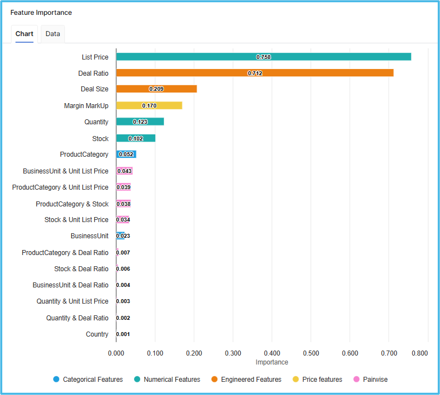 Feature Importance
Chart Data
List Price 0.758
Deal Ratio 0.712
Deal Size 0.209
Margin MarkUp 0.170
Quantity 0.123
Stock 0.102
ProductCategory 0.052
BusinessUnit & Unit List Price 0.043
ProductCategory & Unit List Price 0.039
ProductCategory & Stock 0.038
Stock & Unit List Price 0.034
BusinessUnit 0.023
ProductCategory & Deal Ratio 0.007
Stock & Deal Ratio 0.006
BusinessUnit & Deal Ratio 0.004
Quantity & Unit List Price 0.003
Quantity & Deal Ratio 0.002
Country 0.001
0.000 0.100 0.200 0.300 0.400 0.500 0.600 0.700 0.800
Importance
Categorical Features Numerical Features Engineered Features Price features Pairwise